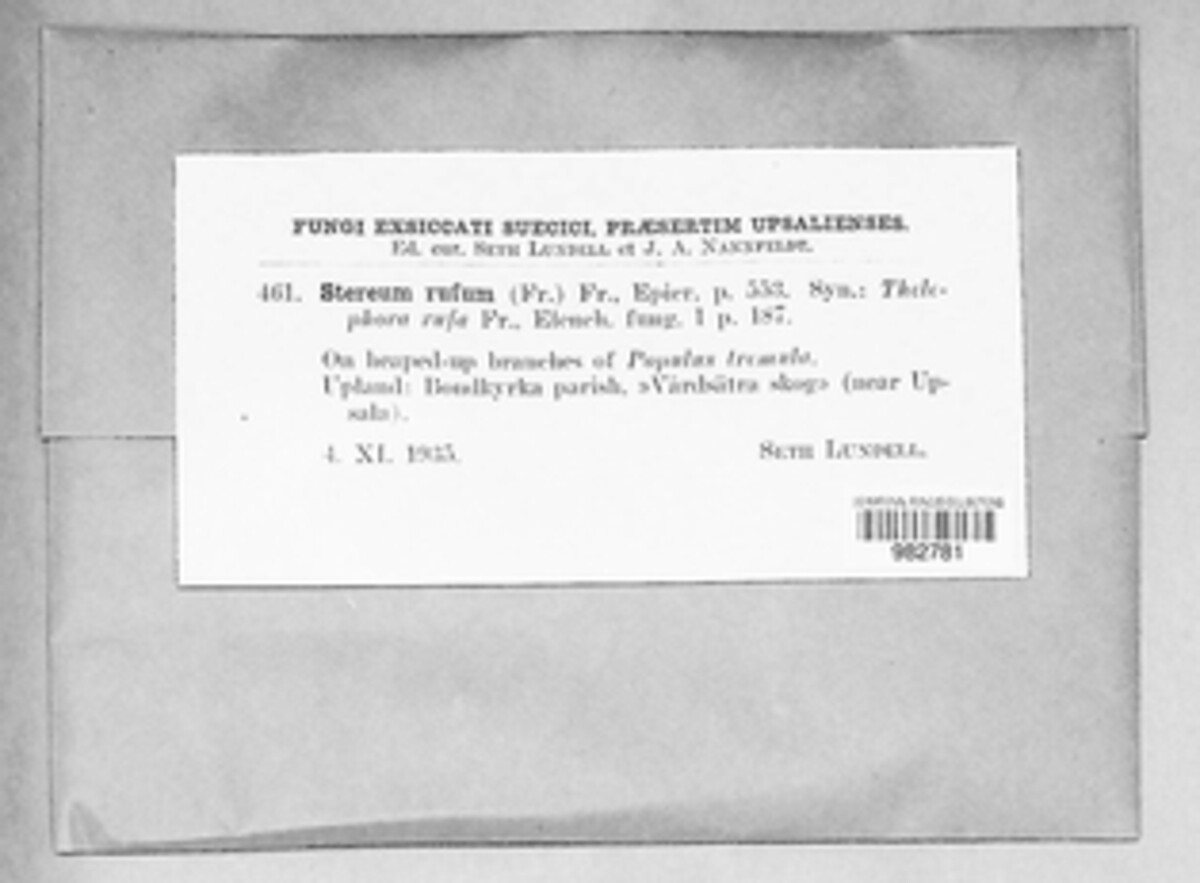 FUNGI EXSICCATI SUECICI, PRÆSERTIM UPSALIENSES.
Ed. cur. SETH LUNDELL et J. A. NANNFELDT.
461. Stereum rufum (Fr.) Fr., Epicr. p. 553. Syn.: Thele-
phora rufa Fr., Elench. fung. I p. 187.
On heaped-up branches of Populus tremula.
Upland: Bondkyrka parish, »Vårdsätra skog» (near Up-
sala).
4. XI. 1935. SETH LUNDELL.
982781